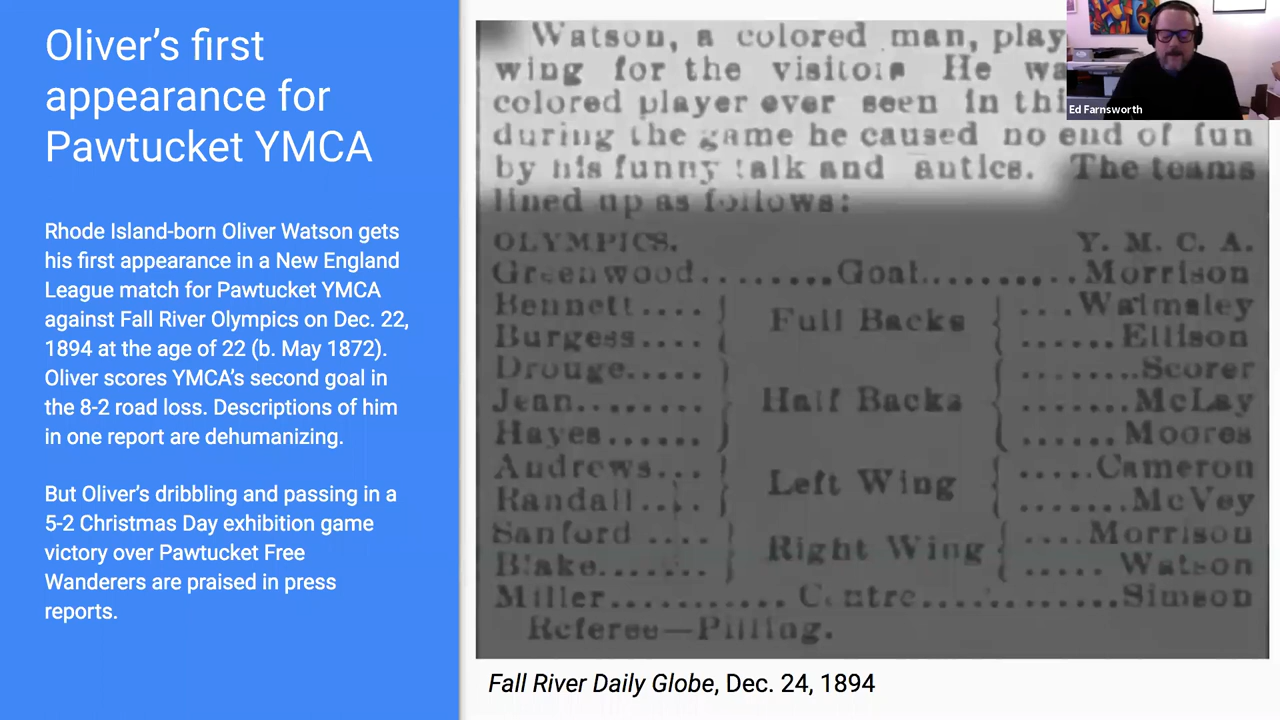 Oliver's first
appearance for
Pawtucket YMCA
Rhode Island-born Oliver Watson gets
his first appearance in a New England
League match for Pawtucket YMCA
against Fall River Olympics on Dec. 22,
1894 at the age of 22 (b. May 1872).
Oliver scores YMCA's second goal in
the 8-2 road loss. Descriptions of him
in one report are dehumanizing.
But Oliver's dribbling and passing in a
5-2 Christmas Day exhibition game
victory over Pawtucket Free
Wanderers are praised in press
reports.
Watson, a colored man, play
wing for the visitors He wa
colored player ever seen in thi
during the game he caused no end of fun
by his funny talk and antics. The teams
lined up as follows:
OLYMPICS. Y. M. C. A.
Greenwood........Goal.........Morrison
Bennett.... Full Backs ....Walmsley
Burgess.... ......Ellison
Drouge..... ........Scorer
Jean........ Half Backs .......McLay
Hayes...... ......Moores
Andrews... Left Wing .....Cameron
Randall.... .......McVey
Sanford .... Right Wing ....Morrison
Blake....... ..... Watson
Miller........... Centre............Simson
Referee—Pilling.
Ed Farnsworth
Fall River Daily Globe, Dec. 24, 1894